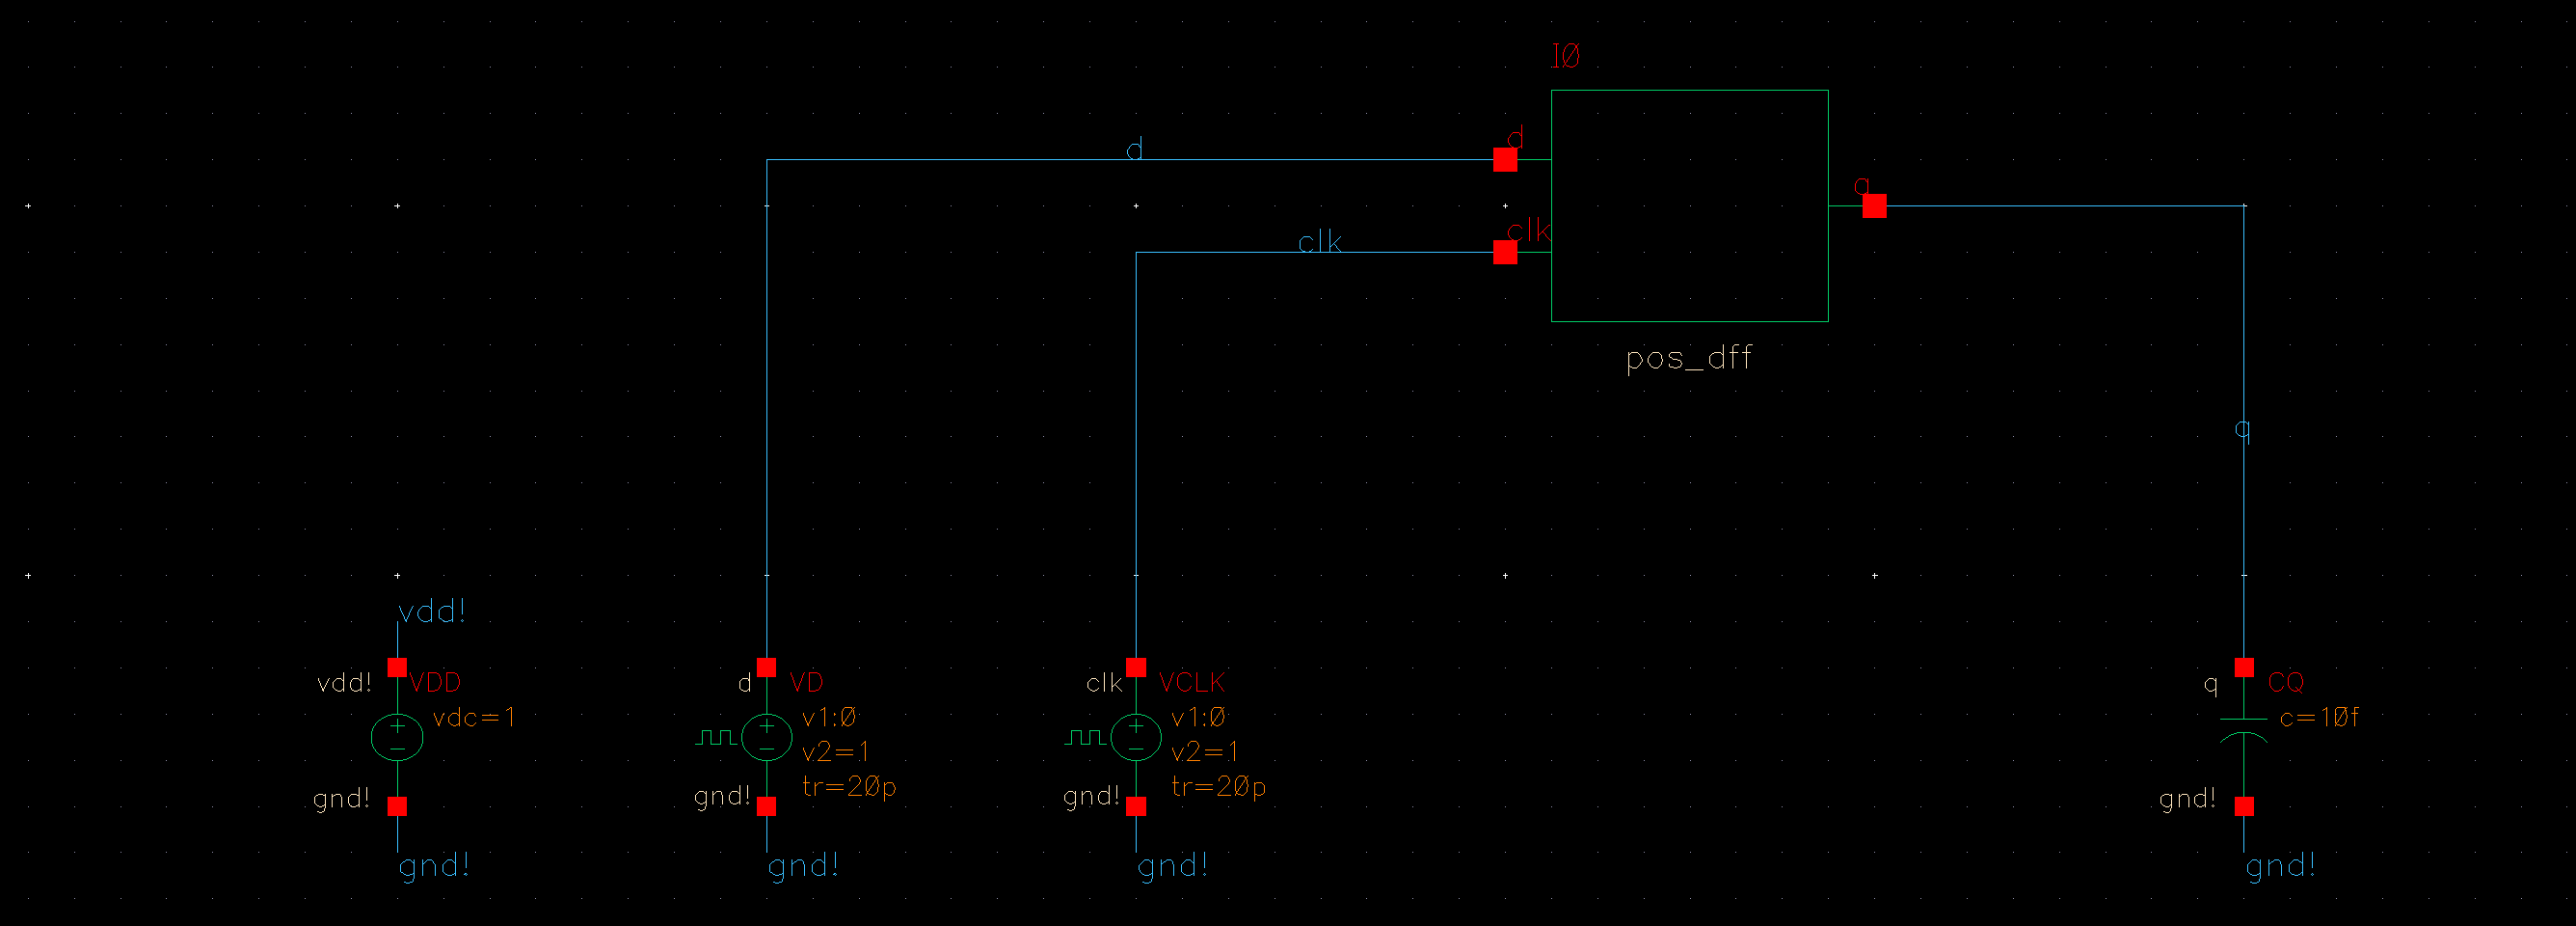 I0
d
d
q
clk
clk
pos_dff
q
vdd!
vdd!
VDD
vdc=1
gnd!
gnd!
d
VD
v1:0
v2=1
tr=20p
gnd!
gnd!
clk
VCLK
v1:0
v2=1
tr=20p
gnd!
gnd!
q
CQ
c=10f
gnd!
gnd!